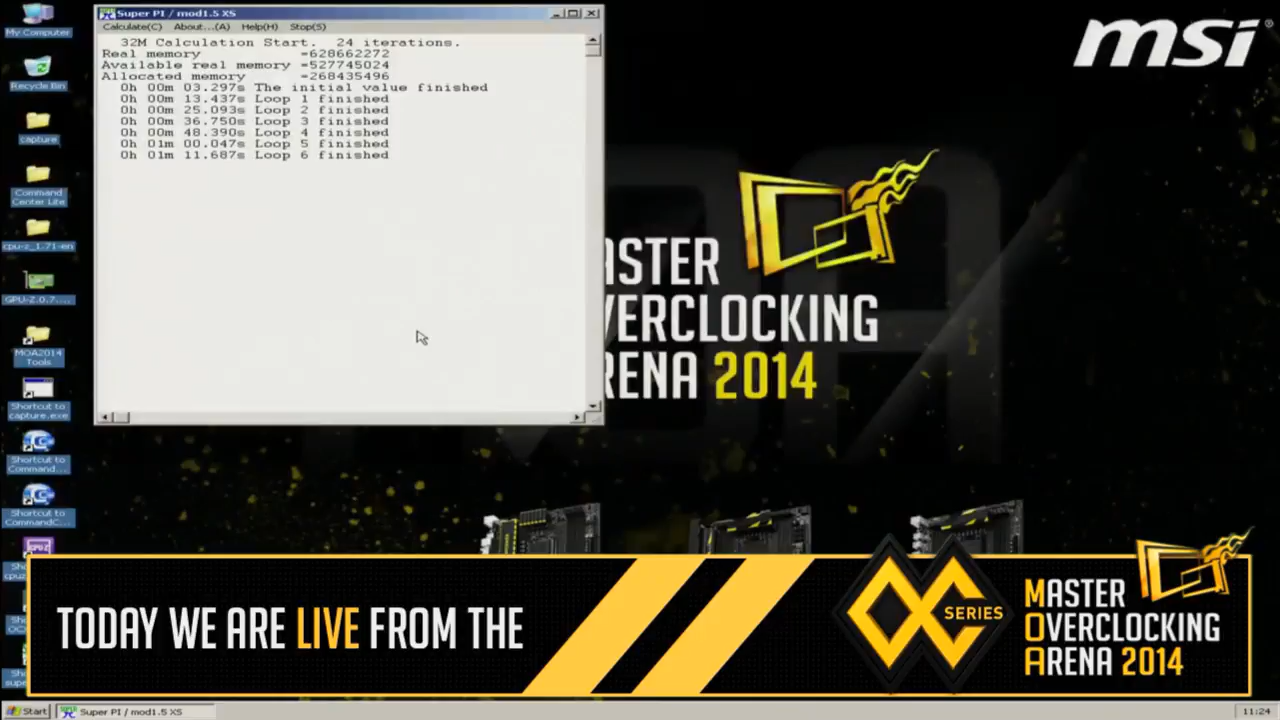 My Computer
Recycle Bin
capture
Command
Center Lite
cpu-z_1.71-en
GPU-Z.0.7....
MOA2014
Tools
Shortcut to
capture.exe
Shortcut to
Command...
Shortcut to
CommandC...
Super PI / mod1.5 XS
Calculate(C) About...(A) Help(H) Stop(S)
32M Calculation Start. 24 iterations.
Real memory =628662272
Available real memory =527745024
Allocated memory =268435496
0h 00m 03.297s The initial value finished
0h 00m 13.437s Loop 1 finished
0h 00m 25.093s Loop 2 finished
0h 00m 36.750s Loop 3 finished
0h 00m 48.390s Loop 4 finished
0h 01m 00.047s Loop 5 finished
0h 01m 11.687s Loop 6 finished
msi
ASTER
VERCLOCKING
RENA 2014
TODAY WE ARE LIVE FROM THE
OC SERIES
MASTER
OVERCLOCKING
ARENA 2014
Start
Super PI / mod1.5 XS
11:24